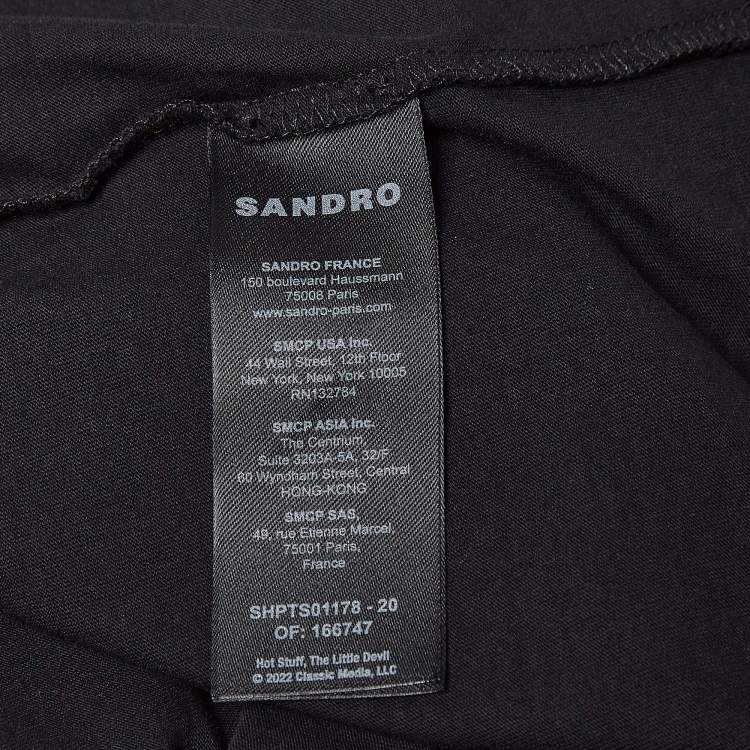 SANDRO
SANDRO FRANCE
150 boulevard Haussmann
75008 Paris
www.sandro-paris.com
SMCP USA Inc.
44 Wall Street, 12th Floor
New York, New York 10005
RN132784
SMCP ASIA Inc.
The Centrium,
Suite 3203A-5A, 32/F
60 Wyndham Street, Central
HONG-KONG
SMCP SAS,
49, rue Etienne Marcel,
75001 Paris,
France
SHPTS01178 - 20
OF: 166747
Hot Stuff, The Little Devil
© 2022 Classic Media, LLC